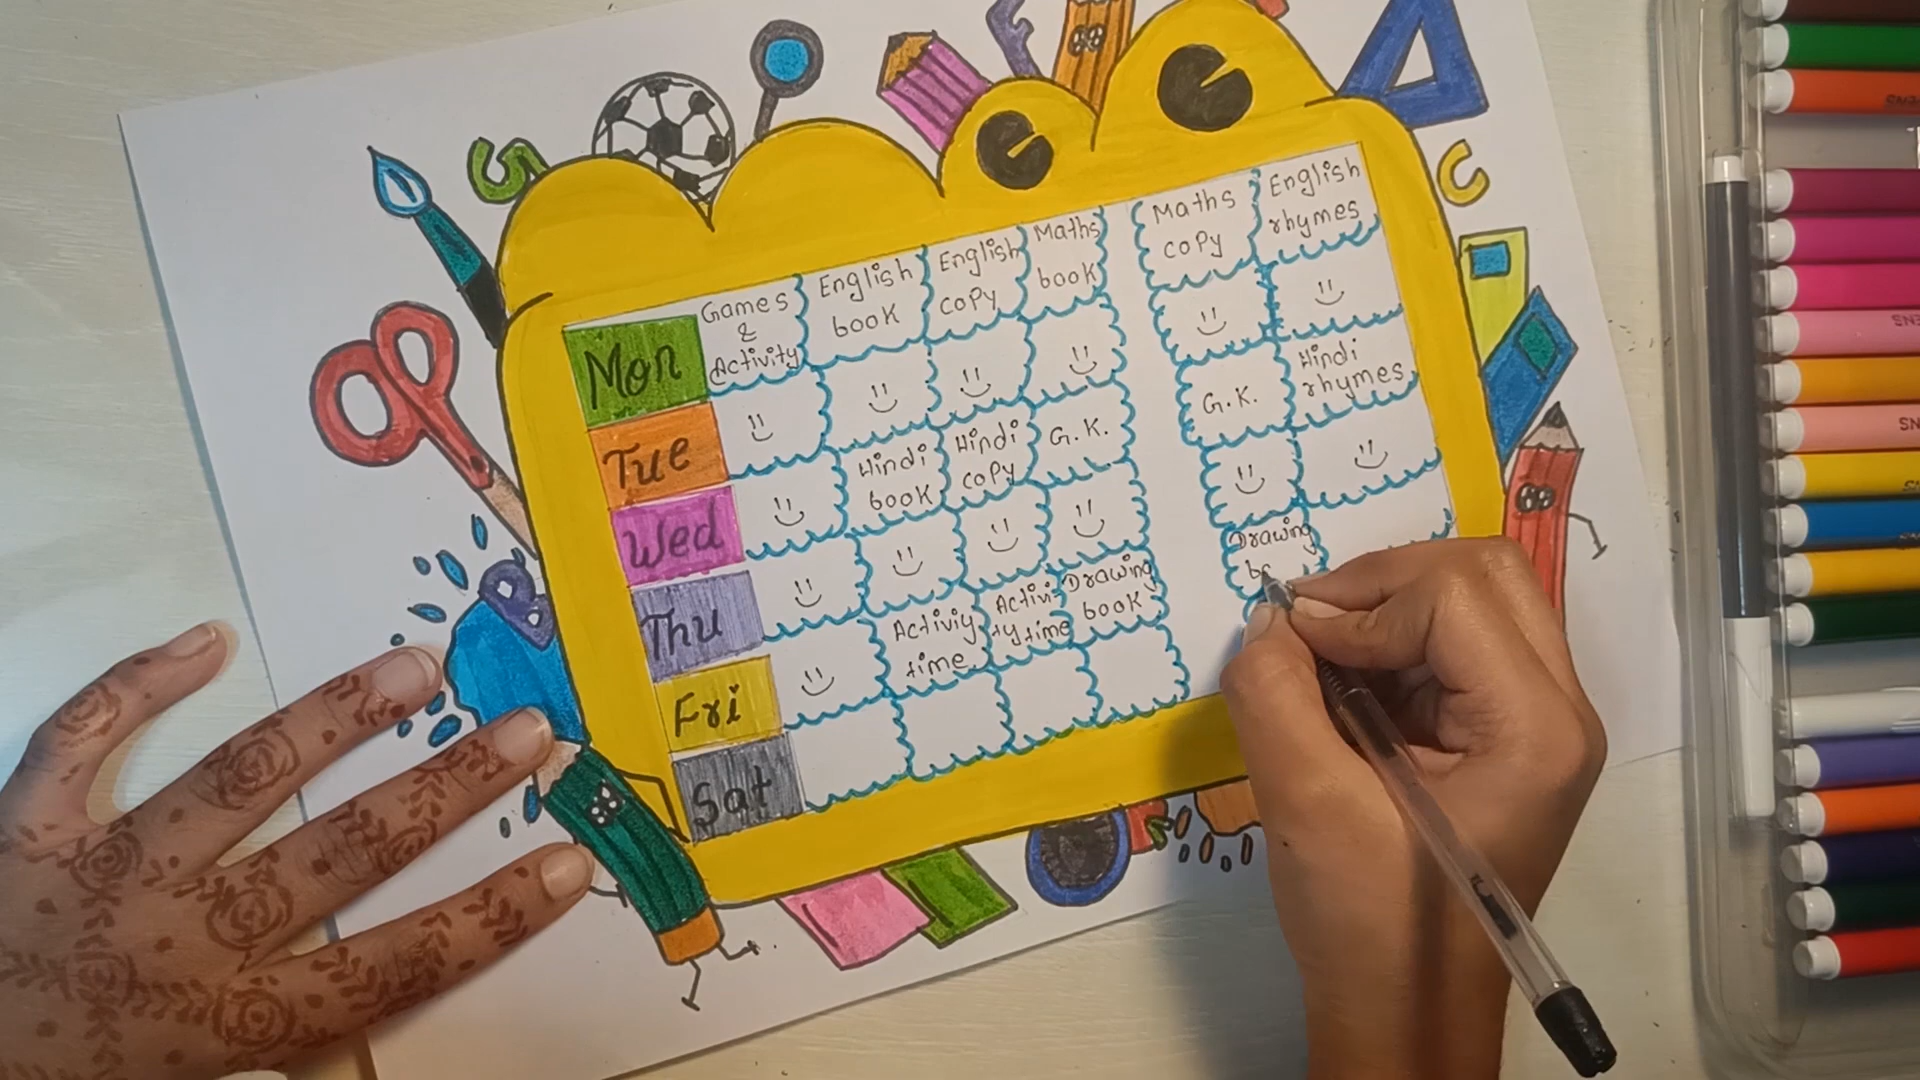 Games
&
Activity
English
book
English
copy
Maths
book
Maths
copy
English
rhymes
Mon
Tue
Hindi
book
Hindi
copy
G.K.
G.K.
Hindi
rhymes
Wed
Thu
Activiy
time
Activi
ty time
Drawing
book
Drawing
Fri
Sat